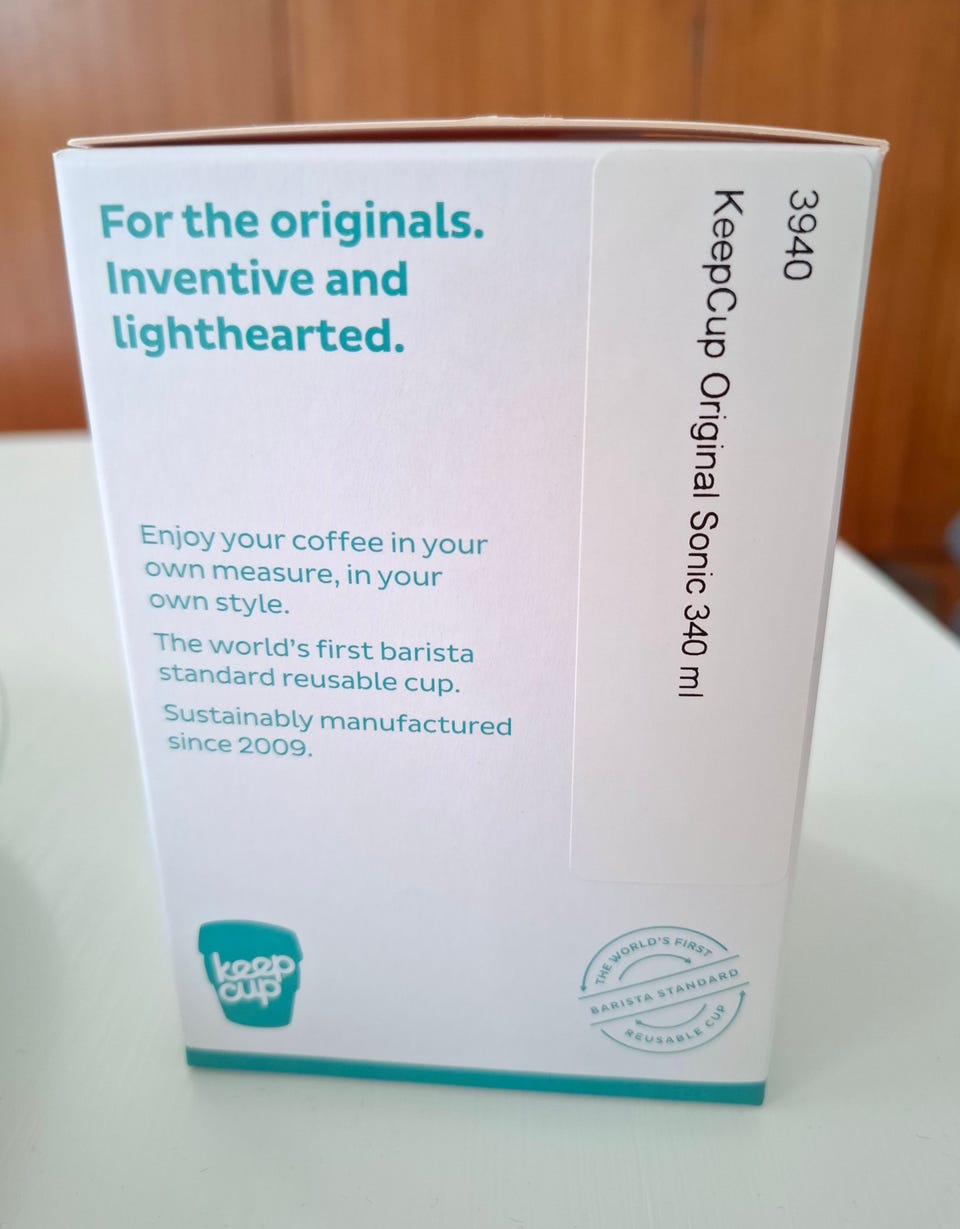 For the originals.
Inventive and
lighthearted.
3940
KeepCup Original Sonic 340 ml
Enjoy your coffee in your
own measure, in your
own style.
The world's first barista
standard reusable cup.
Sustainably manufactured
since 2009.
keep
cup
THE WORLD'S FIRST
BARISTA STANDARD
REUSABLE CUP